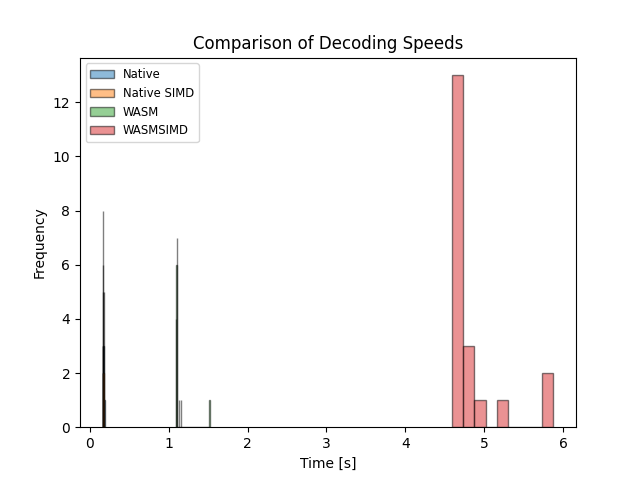 Comparison of Decoding Speeds
Native
Native SIMD
WASM
WASMSIMD
12
10
8
6
4
2
0
Frequency
0 1 2 3 4 5 6
Time [s]